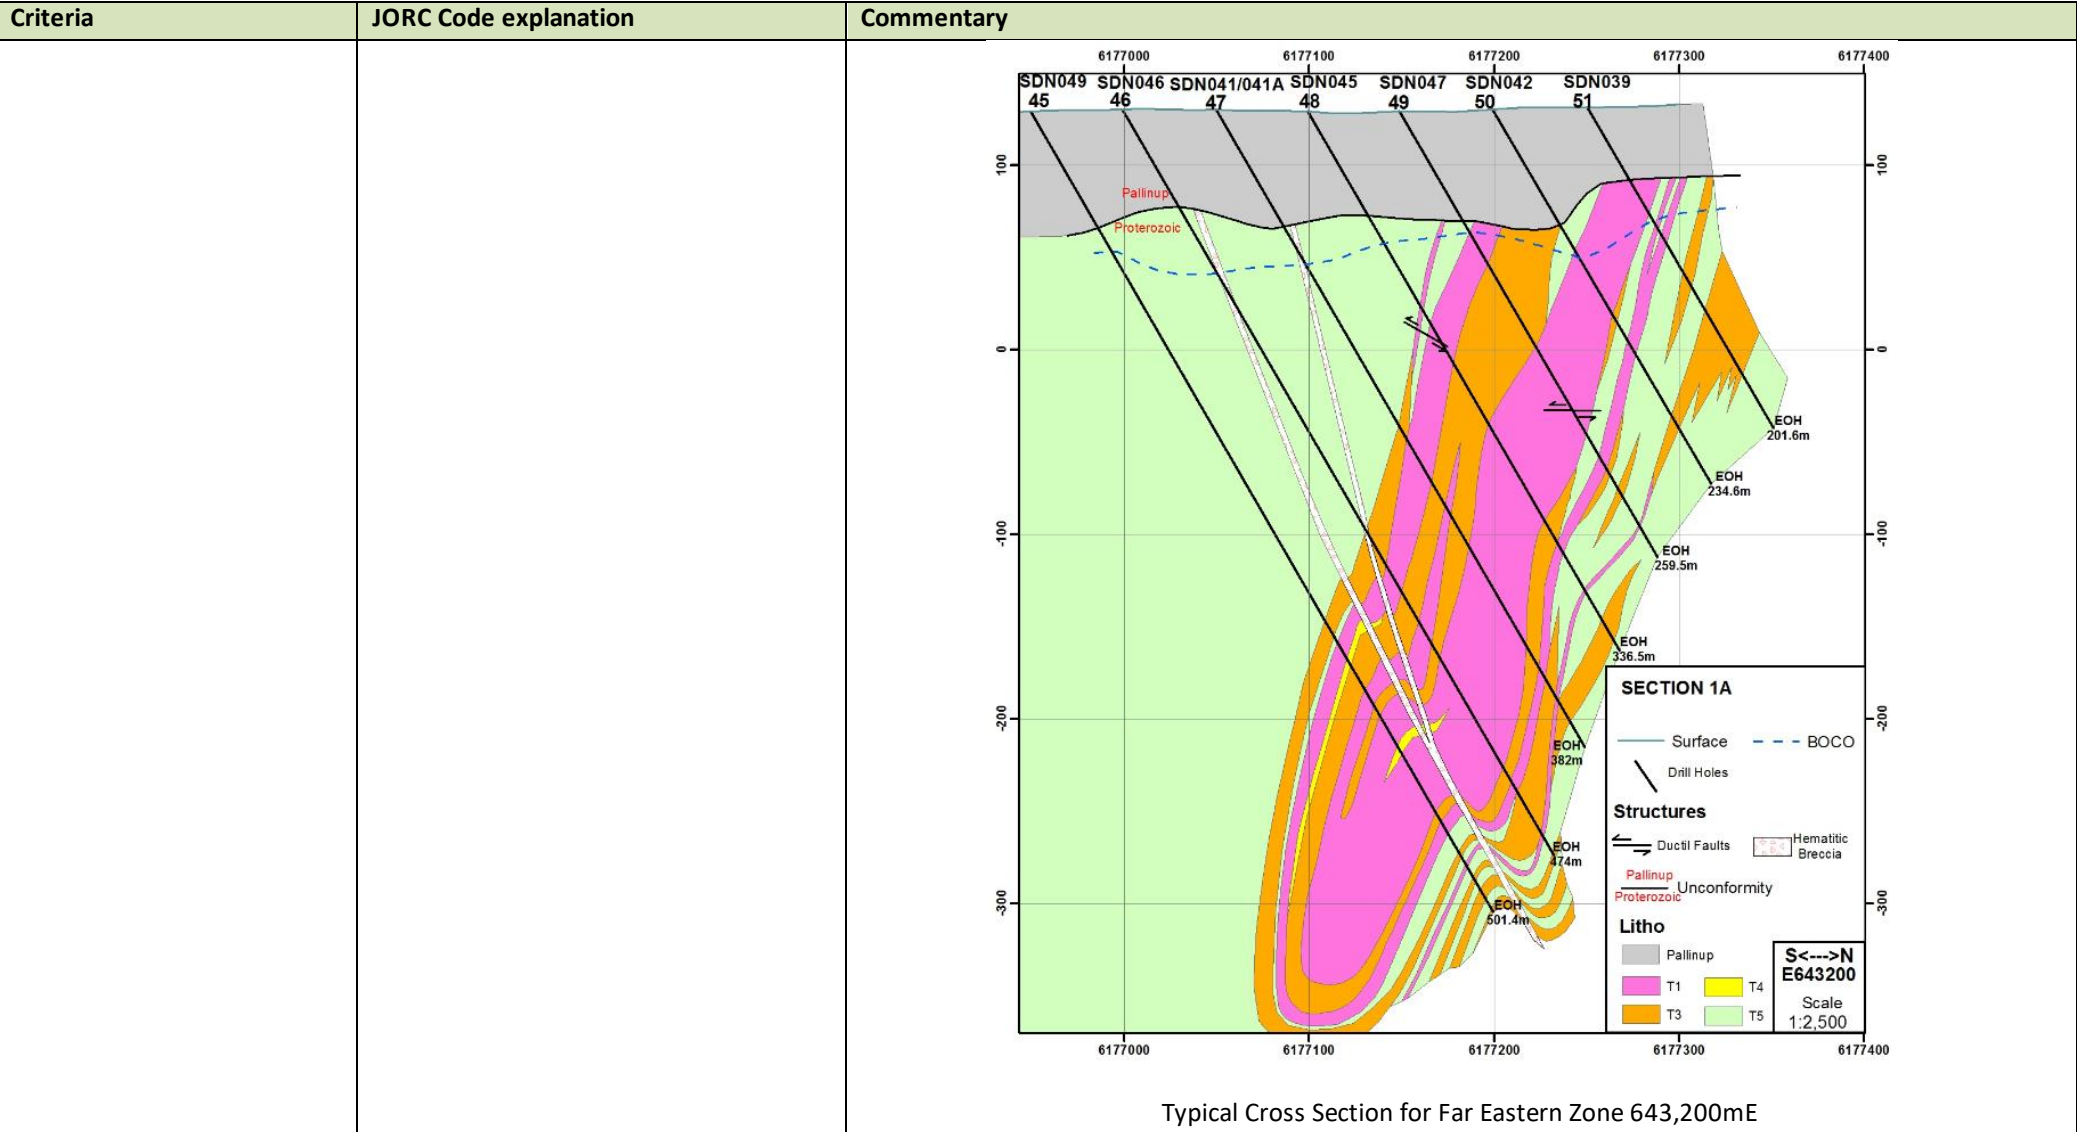 Criteria JORC Code explanation Commentary
6177000 6177100 6177200 6177300 6177400
SDN049 SDN046 SDN041/041A SDN045 SDN047 SDN042 SDN039
45 46 47 48 49 50 51
100 100
Pallinup
Proterozoic
0 0
EOH
201.6m
EOH
234.6m
-100 -100
EOH
259.5m
EOH
336.5m
-200 -200
EOH
382m
EOH
474m
-300 -300
EOH
501.4m
SECTION 1A
Surface BOCO
Drill Holes
Structures
Ductil Faults Hematitic
Breccia
Pallinup
Proterozoic Unconformity
Litho
Pallinup
T1 T4
T3 T5
S<--->N
E643200
Scale
1:2,500
6177000 6177100 6177200 6177300 6177400
Typical Cross Section for Far Eastern Zone 643,200mE